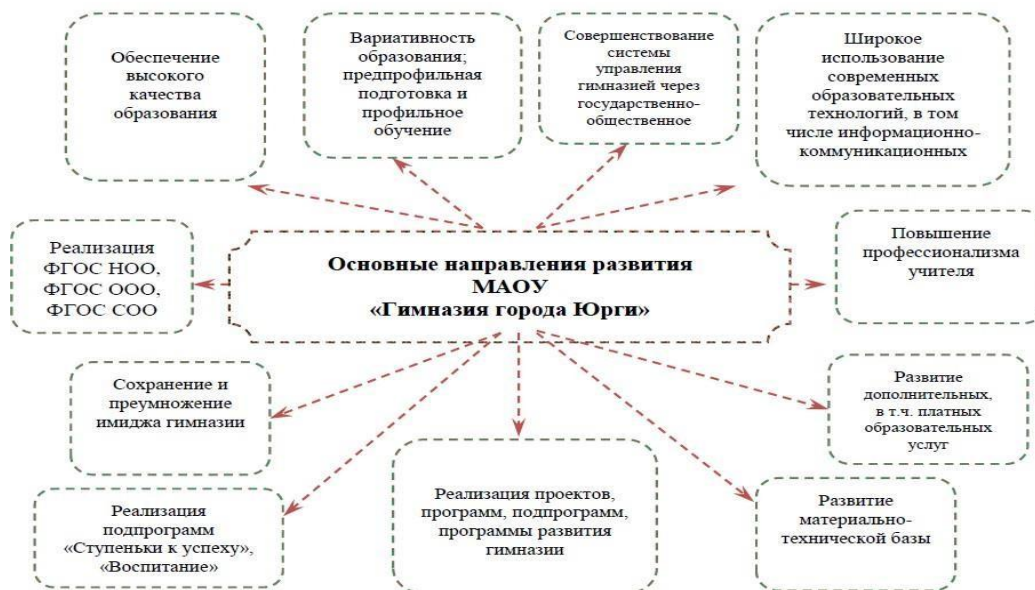 Обеспечение
высокого
качества
образования
Вариативность
образования;
предпрофильная
подготовка и
профильное
обучение
Совершенствование
системы
управления
гимназией через
государственно-
общественное
Широкое
использование
современных
образовательных
технологий, в том
числе информационно-
коммуникационных
Реализация
ФГОС НОО,
ФГОС ООО,
ФГОС СОО
Основные направления развития
МАОУ
«Гимназия города Юрги»
Повышение
профессионализма
учителя
Сохранение и
преумножение
имиджа гимназии
Развитие
дополнительных,
в т.ч. платных
образовательных
услуг
Реализация
подпрограмм
«Ступеньки к успеху»,
«Воспитание»
Реализация проектов,
программ, подпрограмм,
программы развития
гимназии
Развитие
материально-
технической базы